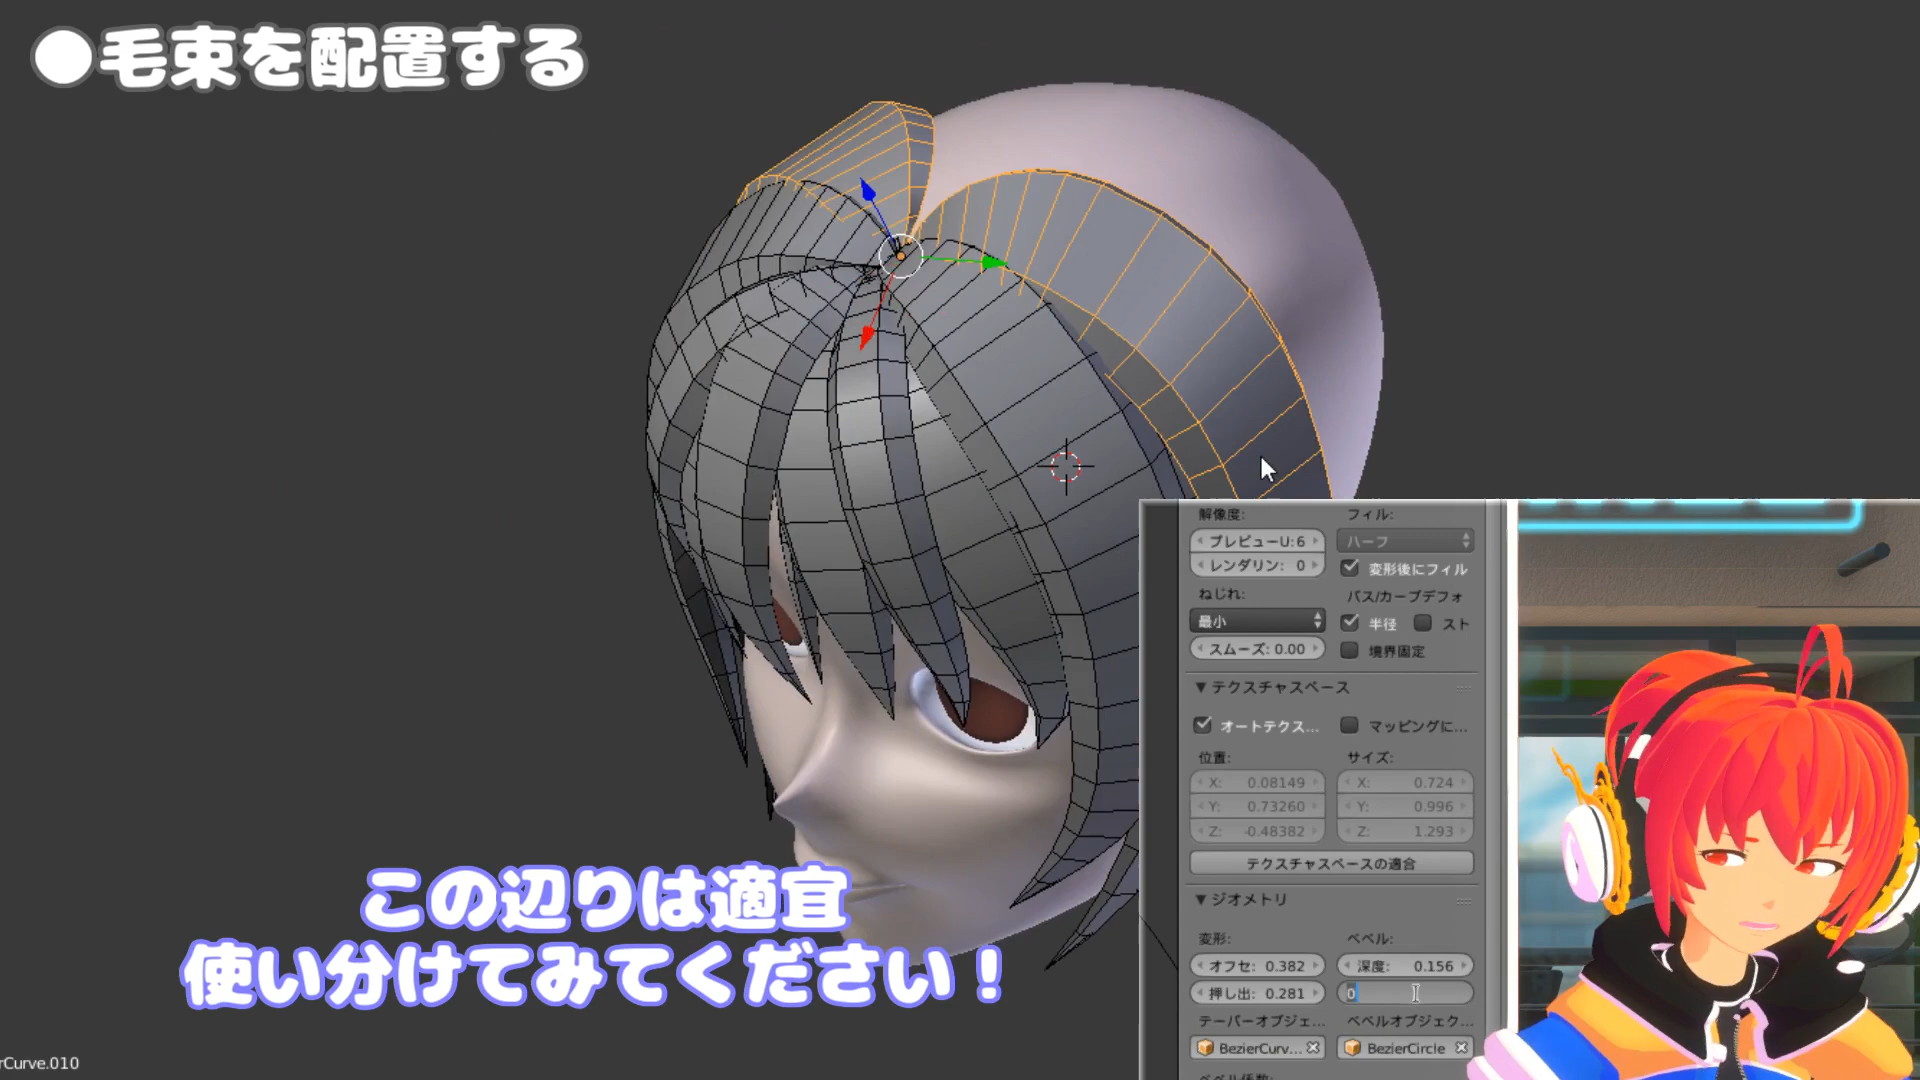 ●毛束を配置する
解像度:
フィル:
プレビューU: 6
ハーフ
レンダリン: 0
変形後にフィル
ねじれ:
パス/カーブデフォ
最小
半径
スト
スムーズ: 0.00
境界固定
▼テクスチャスペース
オートテクス...
マッピングに...
位置:
サイズ:
X: 0.08149
X: 0.724
Y: 0.73260
Y: 0.996
Z: -0.48382
Z: 1.293
テクスチャスペースの適合
▼ジオメトリ
変形:
ベベル:
オフセ: 0.382
深度: 0.156
押し出: 0.281
0
テーパーオブジェ...
ベベルオブジェク...
BezierCurv...
BezierCircle
この辺りは適宜
使い分けてみてください！
rCurve.010